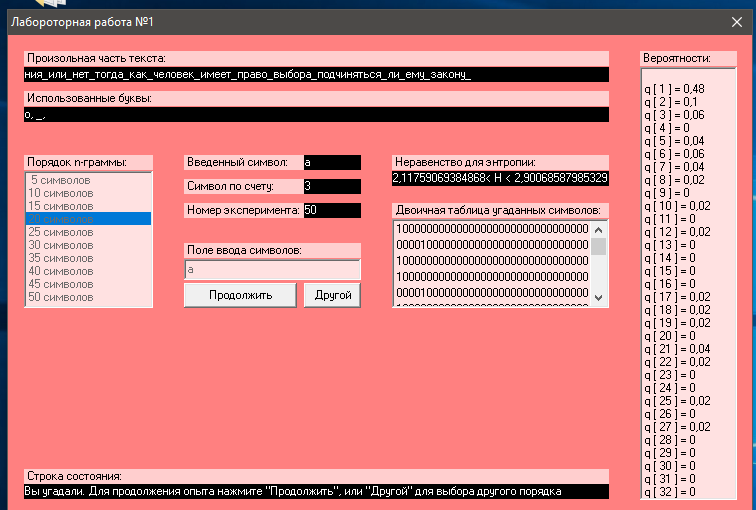 Лабороторная работа №1
Произольная часть текста:
ния_или_нет_тогда_как_человек_имеет_право_выбора_подчиняться_ли_ему_закону_
Использованные буквы:
о, _,
Порядок n-граммы:
5 символов
10 символов
15 символов
20 символов
25 символов
30 символов
35 символов
40 символов
45 символов
50 символов
Введенный символ: а
Символ по счету: 3
Номер эксперимента: 50
Поле ввода символов:
а
Продолжить Другой
Неравенство для энтропии:
2,11759069384868< H < 2,90068587985329
Двоичная таблица угаданных символов:
10000000000000000000000000000000
00001000000000000000000000000000
10000000000000000000000000000000
10000000000000000000000000000000
00001000000000000000000000000000
Вероятности:
q [ 1 ] = 0,48
q [ 2 ] = 0,1
q [ 3 ] = 0,06
q [ 4 ] = 0
q [ 5 ] = 0,04
q [ 6 ] = 0,06
q [ 7 ] = 0,04
q [ 8 ] = 0,02
q [ 9 ] = 0
q [ 10 ] = 0,02
q [ 11 ] = 0
q [ 12 ] = 0,02
q [ 13 ] = 0
q [ 14 ] = 0
q [ 15 ] = 0
q [ 16 ] = 0
q [ 17 ] = 0,02
q [ 18 ] = 0,02
q [ 19 ] = 0,02
q [ 20 ] = 0
q [ 21 ] = 0,04
q [ 22 ] = 0,02
q [ 23 ] = 0
q [ 24 ] = 0
q [ 25 ] = 0,02
q [ 26 ] = 0
q [ 27 ] = 0,02
q [ 28 ] = 0
q [ 29 ] = 0
q [ 30 ] = 0
q [ 31 ] = 0
q [ 32 ] = 0
Строка состояния:
Вы угадали. Для продолжения опыта нажмите "Продолжить", или "Другой" для выбора другого порядка